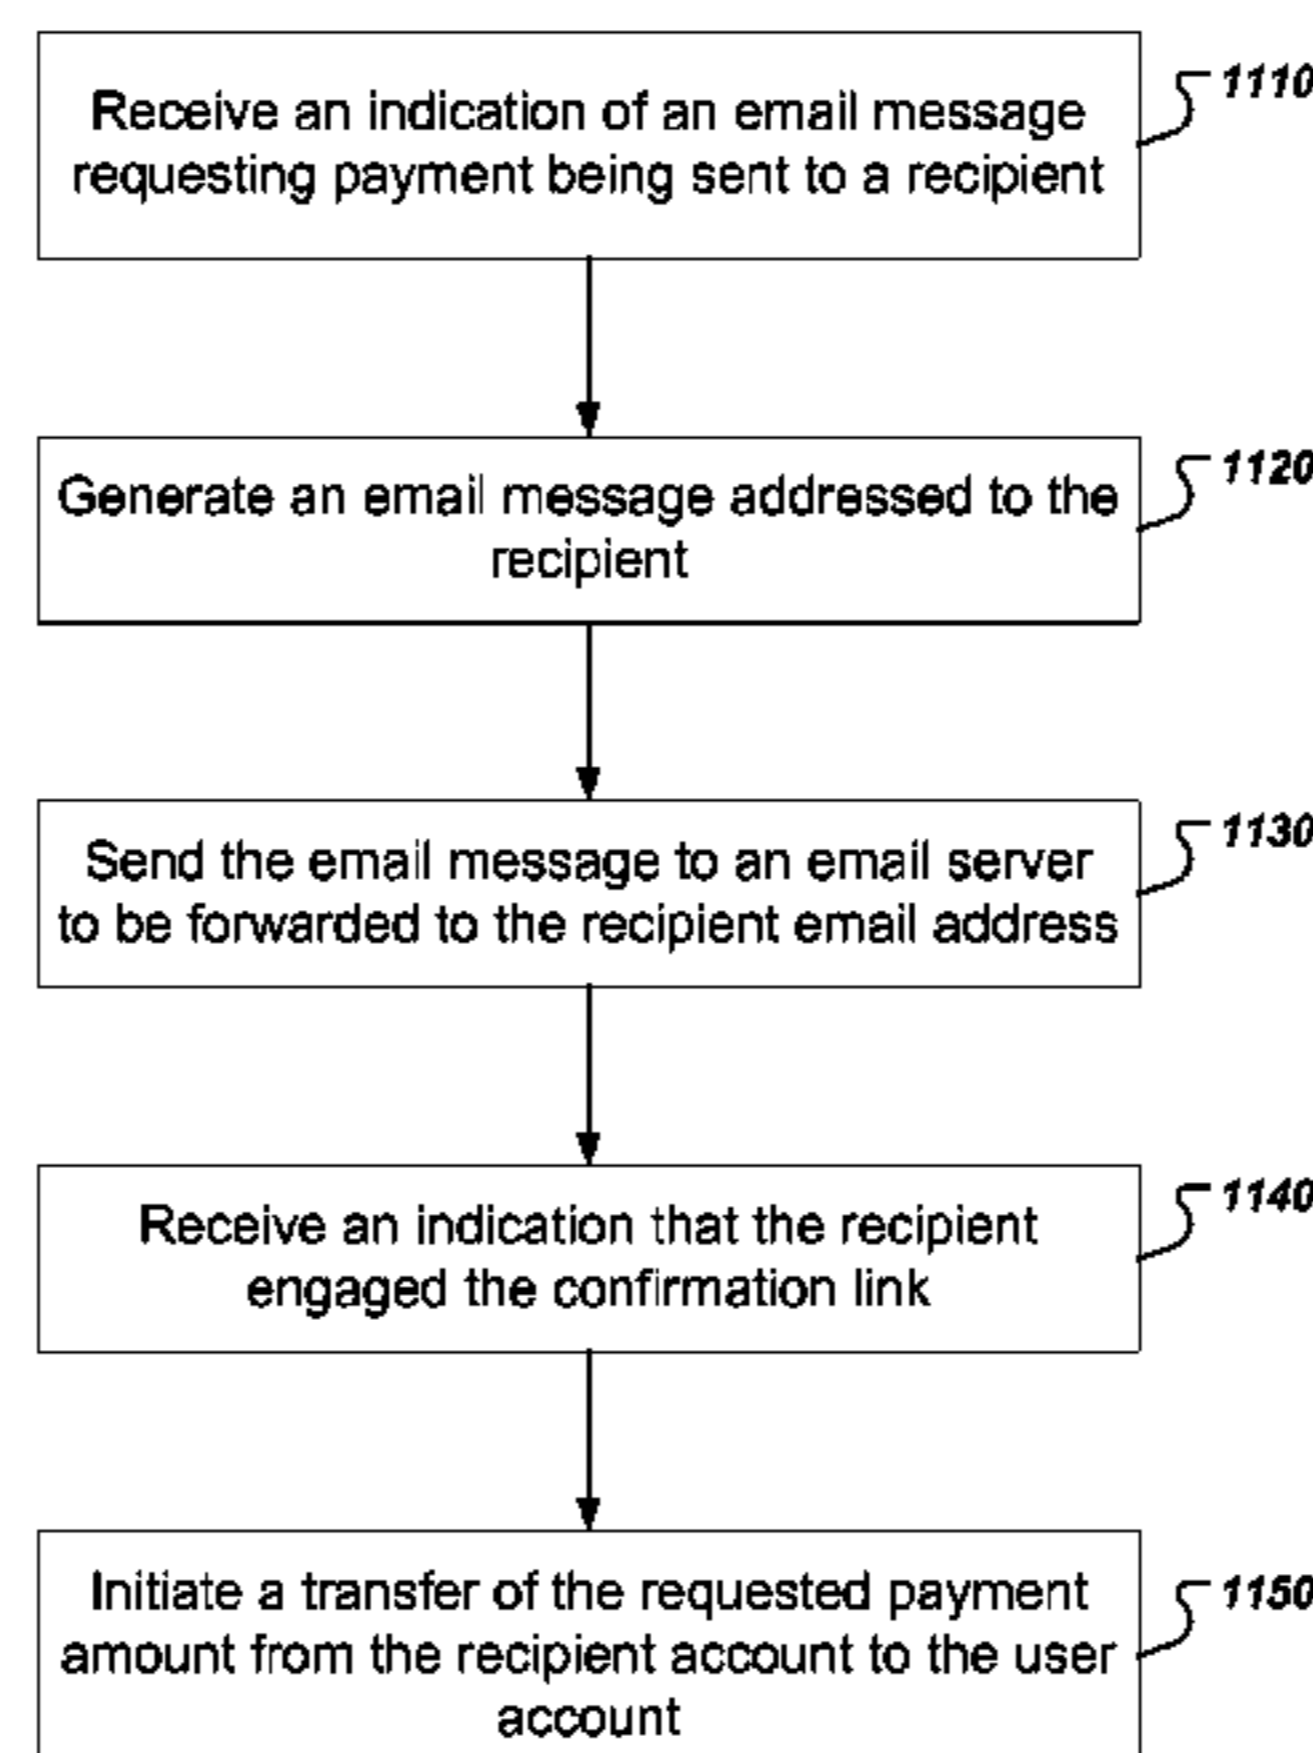 Receive an indication of an email message
requesting payment being sent to a recipient
1110
Generate an email message addressed to the
recipient
1120
Send the email message to an email server
to be forwarded to the recipient email address
1130
Receive an indication that the recipient
engaged the confirmation link
1140
Initiate a transfer of the requested payment
amount from the recipient account to the user
account
1150